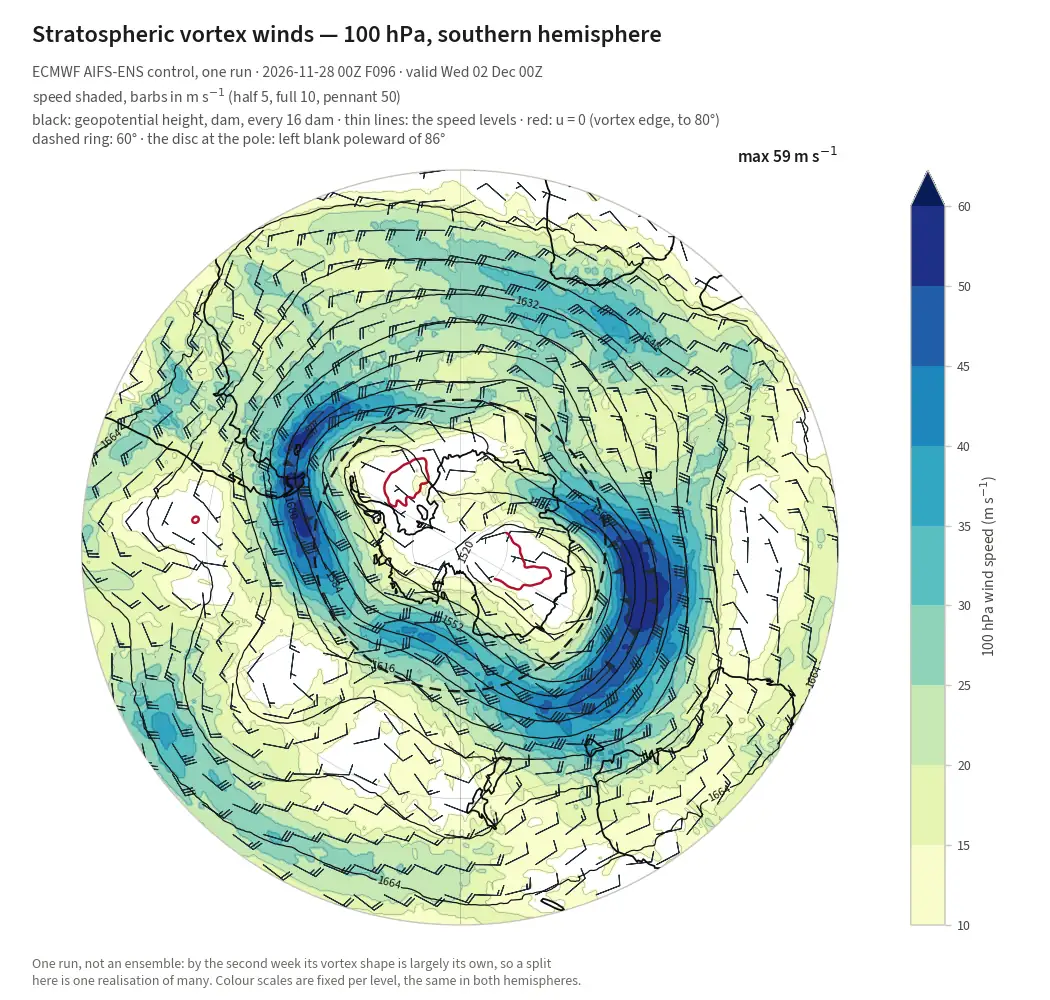 Stratospheric vortex winds — 100 hPa, southern hemisphere
ECMWF AIFS-ENS control, one run · 2026-11-28 00Z F096 · valid Wed 02 Dec 00Z
speed shaded, barbs in m s⁻¹ (half 5, full 10, pennant 50)
black: geopotential height, dam, every 16 dam · thin lines: the speed levels · red: u = 0 (vortex edge, to 80°)
dashed ring: 60° · the disc at the pole: left blank poleward of 86°
max 59 m s⁻¹
60
50
45
40
35
30
25
20
15
10
100 hPa wind speed (m s⁻¹)
1632
1664
1520
1584
1552
1616
1664
1664
1664
One run, not an ensemble: by the second week its vortex shape is largely its own, so a split
here is one realisation of many. Colour scales are fixed per level, the same in both hemispheres.